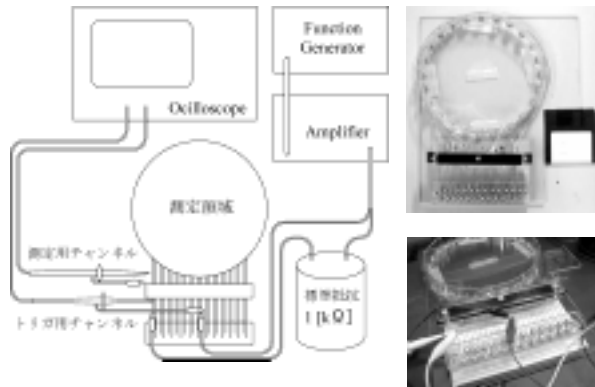 Function
Generator
Ocilloscope
Amplifier
測定領域
測定用チャンネル
標準抵抗
1 [kΩ]
トリガ用チャンネル